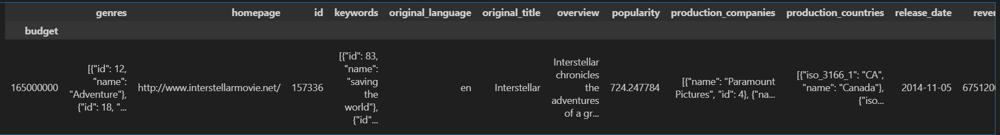 genres homepage id keywords original_language original_title overview popularity production_companies production_countries release_date reven
budget
165000000
[{"id": 12,
"name":
"Adventure"},
{"id": 18, "...
http://www.interstellarmovie.net/
157336
[{"id": 83,
"name":
"saving
the
world"},
{"id"...
en
Interstellar
Interstellar
chronicles
the
adventures
of a gr...
724.247784
[{"name": "Paramount
Pictures", "id": 4}, {"na...
[{"iso_3166_1": "CA",
"name": "Canada"},
{"iso...
2014-11-05
675120